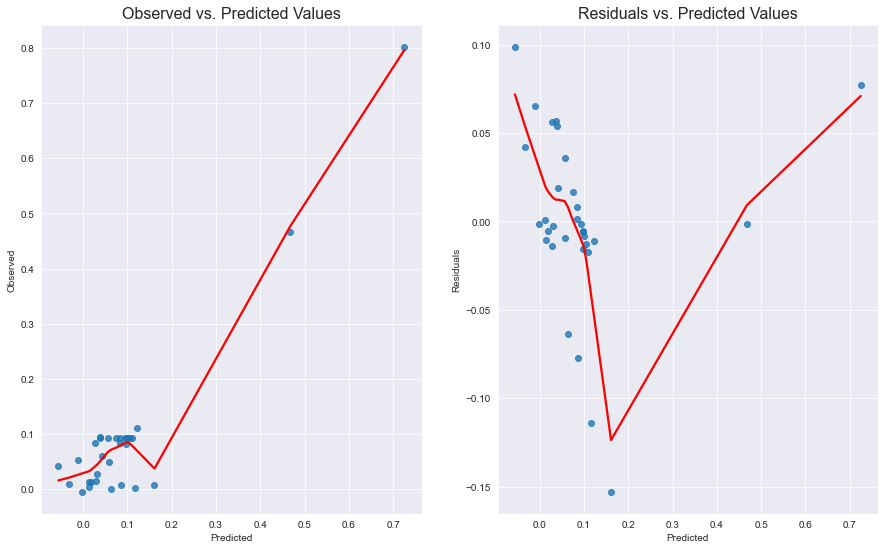 Observed vs. Predicted Values
0.8
0.7
0.6
0.5
0.4
0.3
0.2
0.1
0.0
Observed
0.0 0.1 0.2 0.3 0.4 0.5 0.6 0.7
Predicted
Residuals vs. Predicted Values
0.10
0.05
0.00
−0.05
−0.10
−0.15
Residuals
0.0 0.1 0.2 0.3 0.4 0.5 0.6 0.7
Predicted